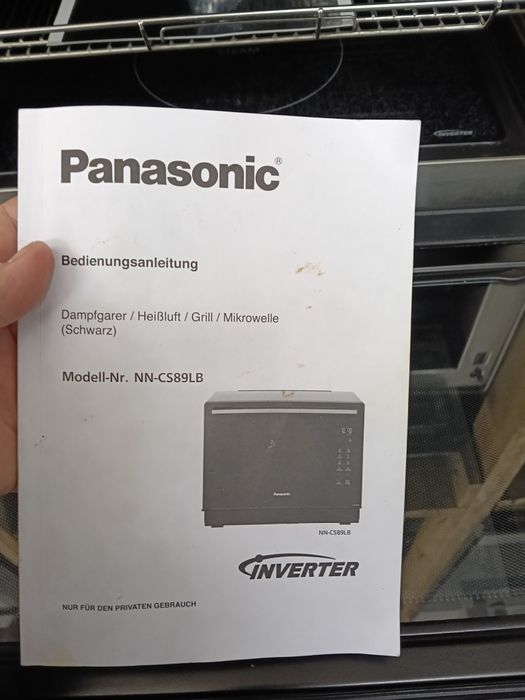 STEAM
INVERTER
Panasonic®
Bedienungsanleitung
Dampfgarer / Heißluft / Grill / Mikrowelle
(Schwarz)
Modell-Nr. NN-CS89LB
Panasonic
NN-CS89LB
INVERTER
NUR FÜR DEN PRIVATEN GEBRAUCH